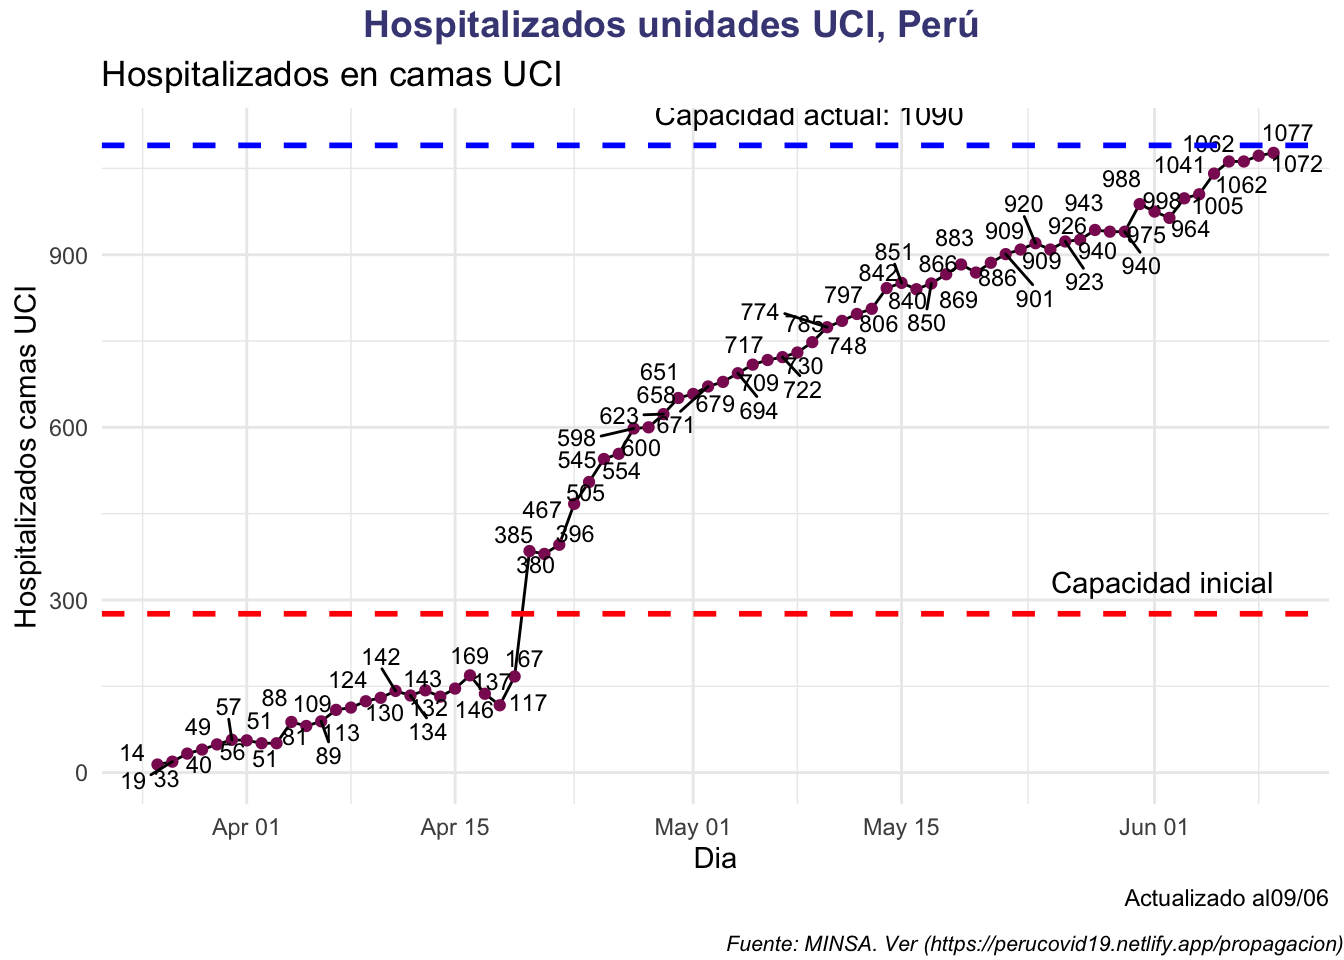 Hospitalizados unidades UCI, Perú
Hospitalizados en camas UCI
Capacidad actual: 1090
1062 1077
1041 1072
988 998 1062
920 943 1005
883 909 926 975 964
851 940
900 866 909 940
842 886 923
797 840 869 901
774 785 806 850
717 748
651 730
658 709 722
623 671 679 694
600 598 600
545 554
505
467
385 396
380
Capacidad inicial
300
169 167
142 143 137
124
88 109 130 132 146 117
57 51 113 134
49 56 81 89
14 40 51
0 19 33
Hospitalizados camas UCI
Apr 01 Apr 15 May 01 May 15 Jun 01
Dia
Actualizado al09/06
Fuente: MINSA. Ver (https://perucovid19.netlify.app/propagacion)